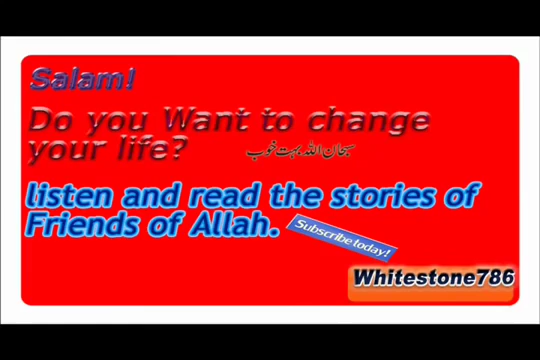 Salam!
Do you Want to change
your life?
سبحان اللہ بہت خوب
listen and read the stories of
Friends of Allah.
Subscribe today!
Whitestone786